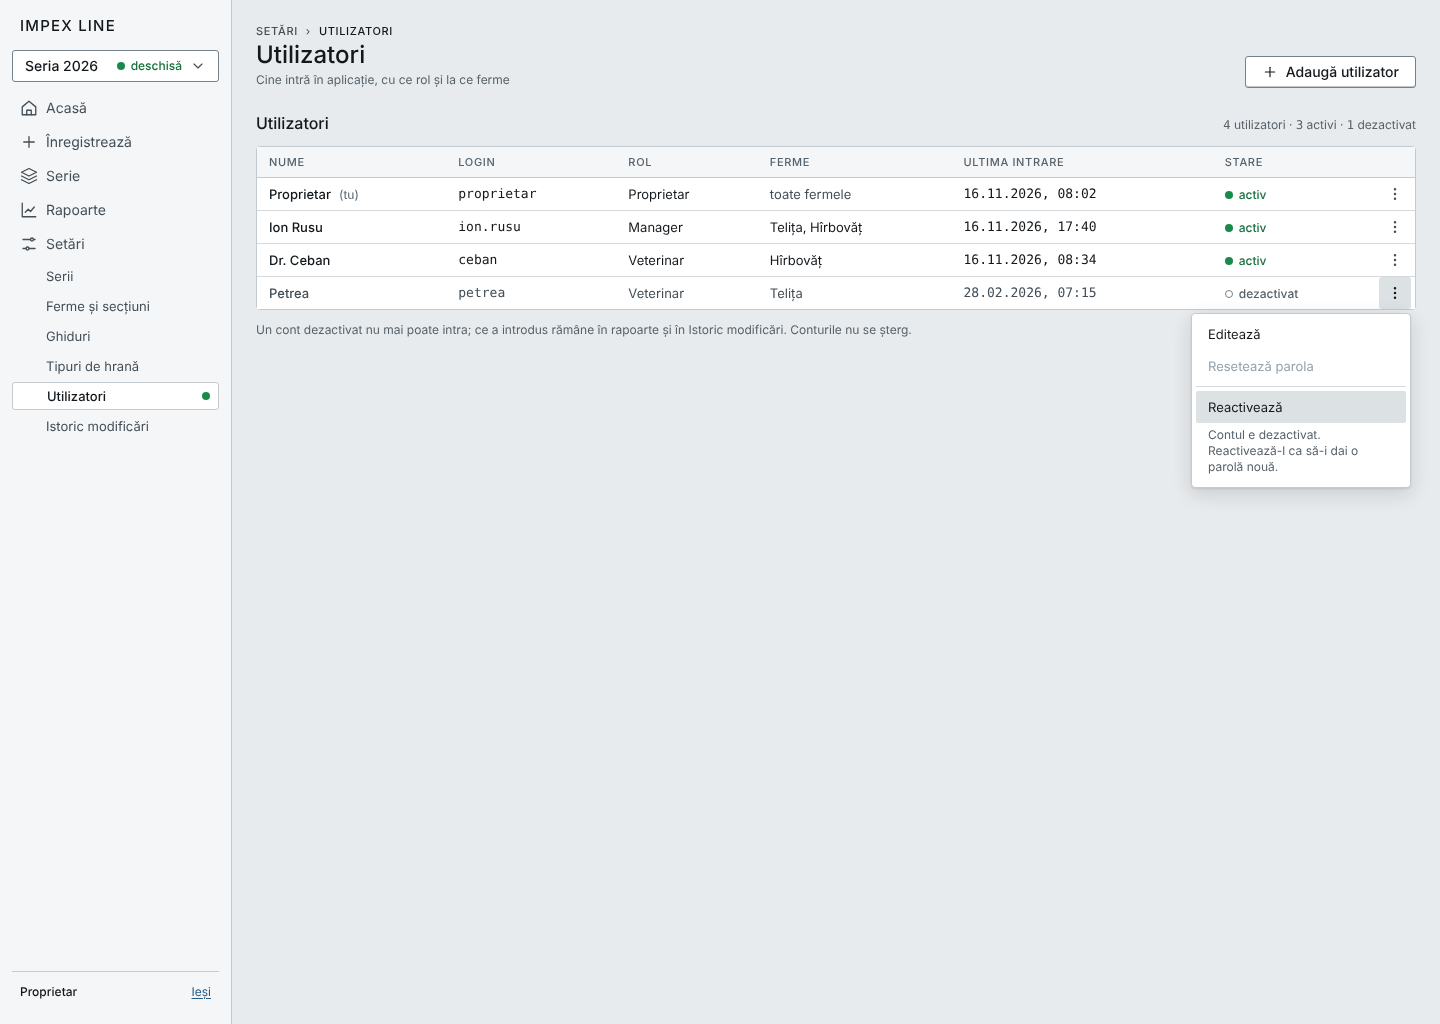 IMPEX LINE
Seria 2026 deschisă
Acasă
Înregistrează
Serie
Rapoarte
Setări
Serii
Ferme și secțiuni
Ghiduri
Tipuri de hrană
Utilizatori
Istoric modificări
Proprietar Ieși
SETĂRI › UTILIZATORI
Utilizatori
Cine intră în aplicație, cu ce rol și la ce ferme
Adaugă utilizator
Utilizatori
4 utilizatori · 3 activi · 1 dezactivat
NUME LOGIN ROL FERME ULTIMA INTRARE STARE
Proprietar (tu) proprietar Proprietar toate fermele 16.11.2026, 08:02 activ
Ion Rusu ion.rusu Manager Telița, Hîrbovăț 16.11.2026, 17:40 activ
Dr. Ceban ceban Veterinar Hîrbovăț 16.11.2026, 08:34 activ
Petrea petrea Veterinar Telița 28.02.2026, 07:15 dezactivat
Un cont dezactivat nu mai poate intra; ce a introdus rămâne în rapoarte și în Istoric modificări. Conturile nu se șterg.
Editează
Resetează parola
Reactivează
Contul e dezactivat.
Reactivează-l ca să-i dai o
parolă nouă.